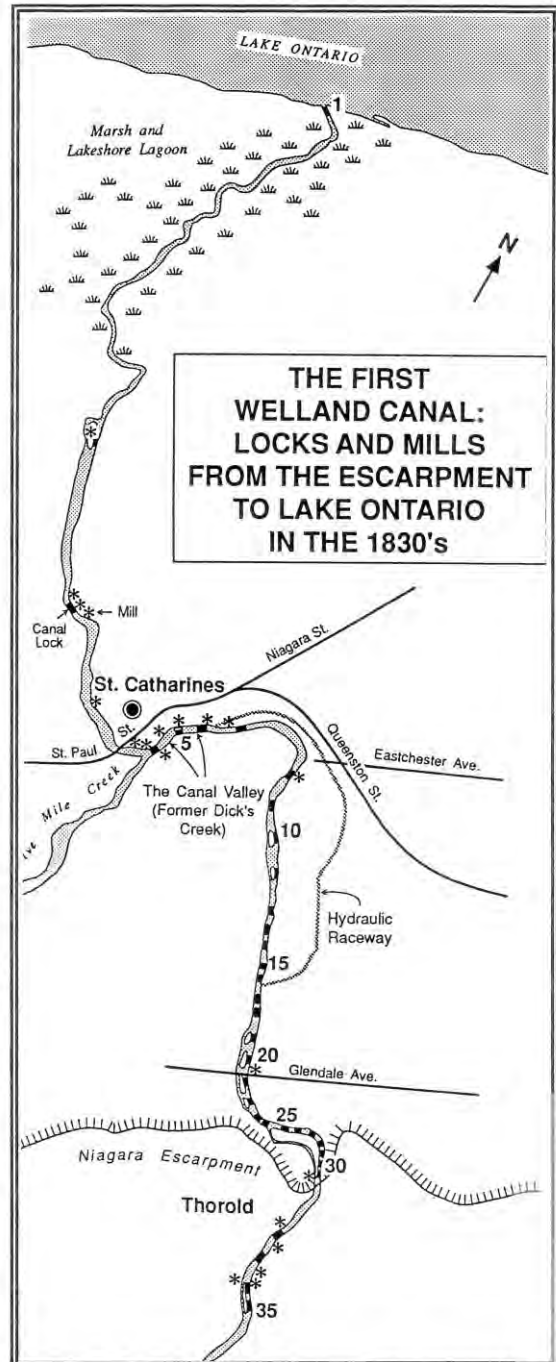 LAKE ONTARIO
1
Marsh and
Lakeshore Lagoon
N
THE FIRST
WELLAND CANAL:
LOCKS AND MILLS
FROM THE ESCARPMENT
TO LAKE ONTARIO
IN THE 1830's
Mill
Canal
Lock
Niagara St.
St. Catharines
St. Paul St.
5
Queenston St.
Eastchester Ave.
The Canal Valley
(Former Dick's
Creek)
ive Mile Creek
10
Hydraulic
Raceway
15
20
Glendale Ave.
25
Niagara Escarpment
30
Thorold
35